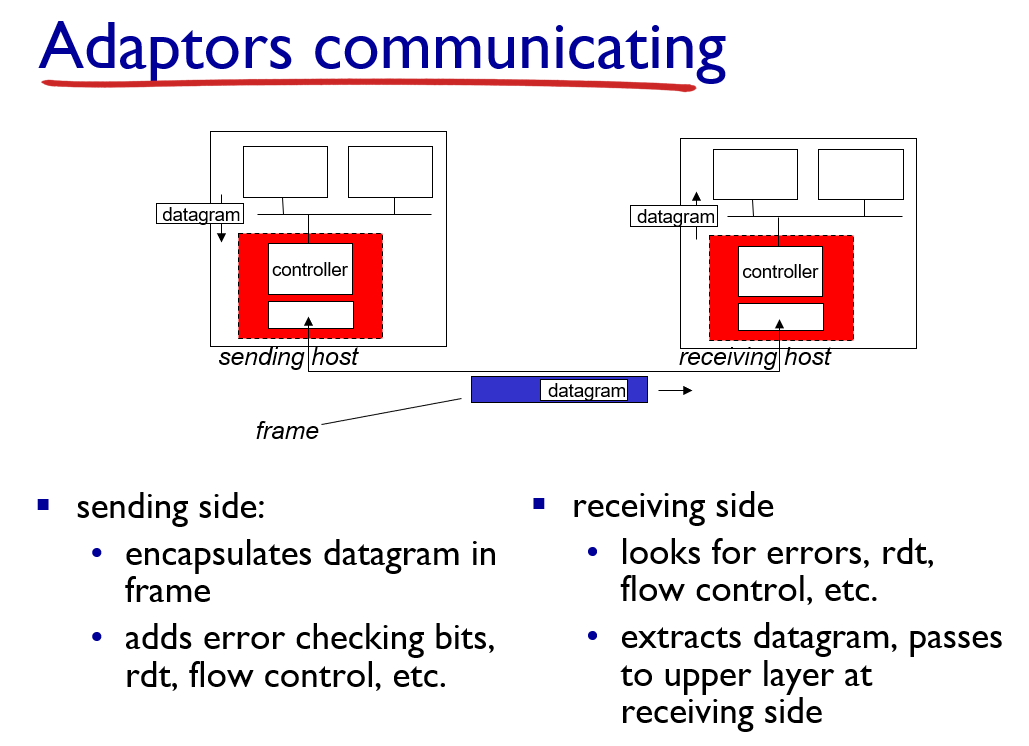 Adaptors communicating
datagram
controller
sending host
datagram
controller
receiving host
datagram
frame
▪ sending side:
• encapsulates datagram in
frame
• adds error checking bits,
rdt, flow control, etc.
▪ receiving side
• looks for errors, rdt,
flow control, etc.
• extracts datagram, passes
to upper layer at
receiving side